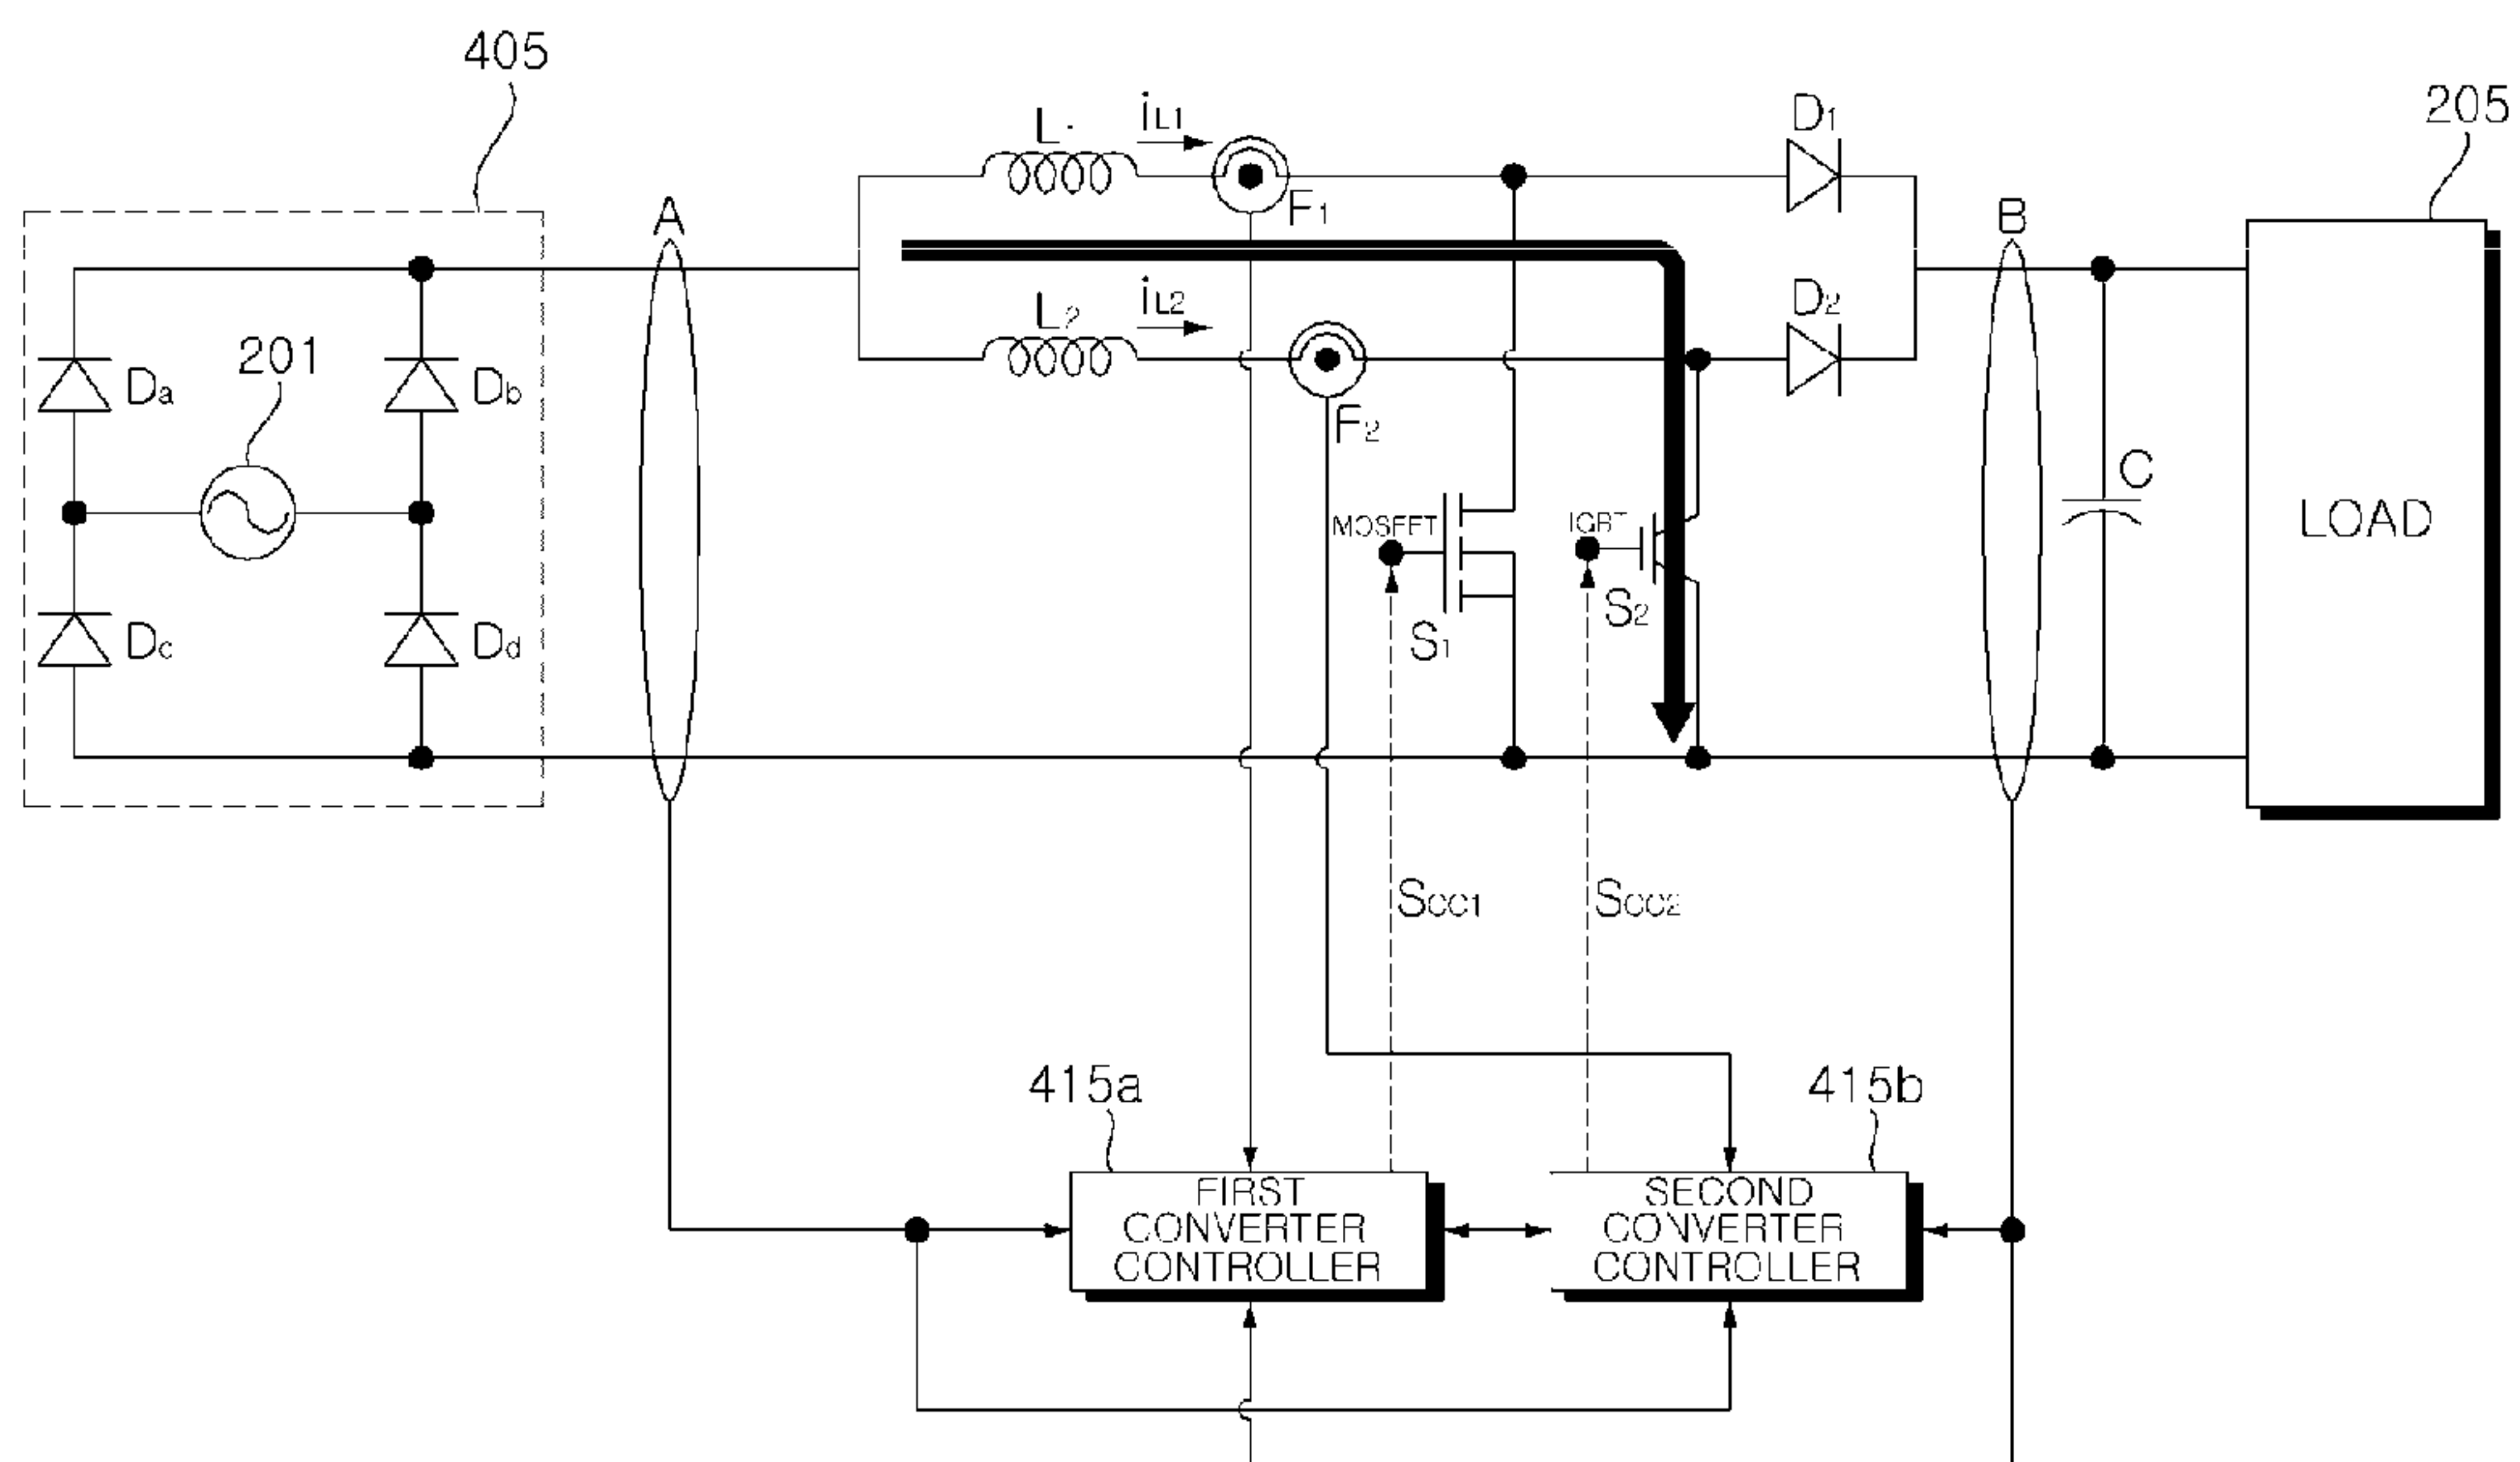 405
L
iL1
D1
205
F1
A
B
iL2
L2
D2
201
Da
Db
F2
C
MOSFET
IGBT
LOAD
S2
S1
Dc
Dd
SCC1
SCC2
415a
415b
FIRST
CONVERTER
CONTROLLER
SECOND
CONVERTER
CONTROLLER